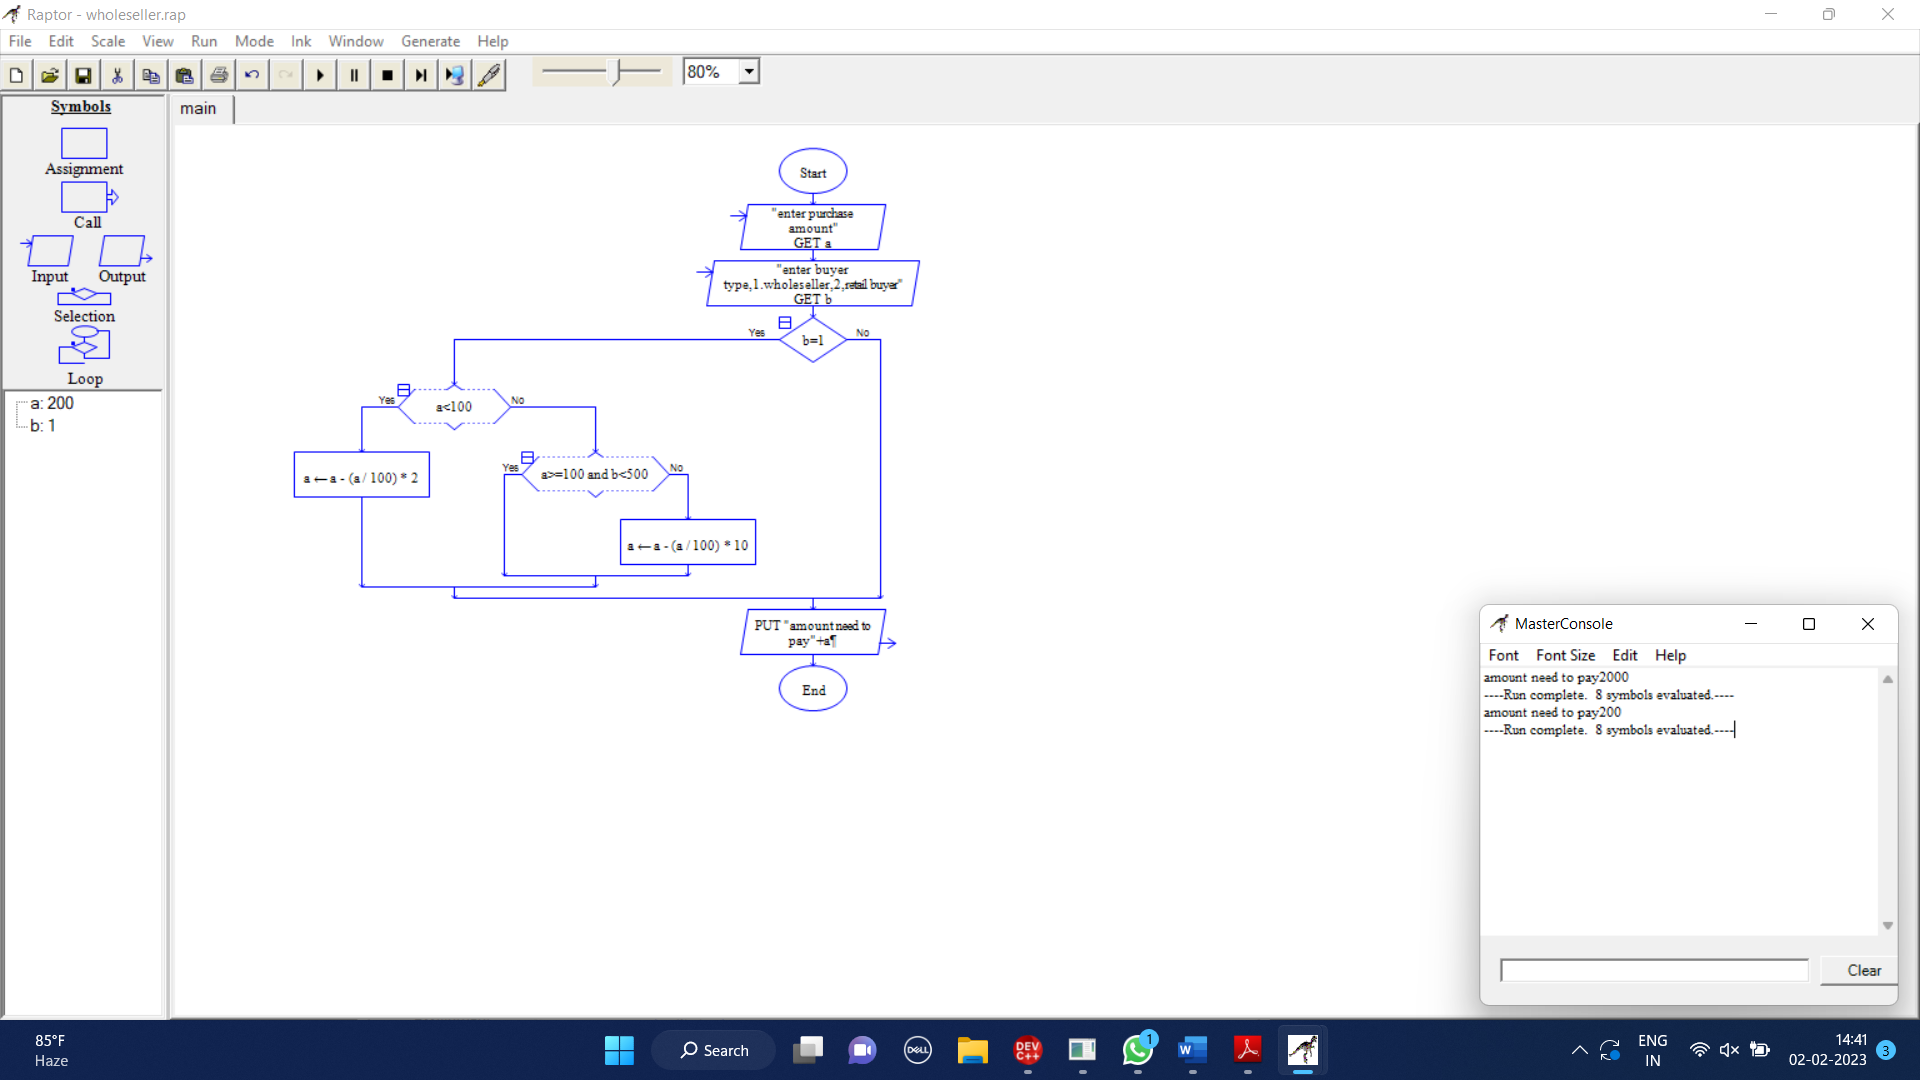 Raptor - wholeseller.rap
File Edit Scale View Run Mode Ink Window Generate Help
80%
Symbols
Assignment
Call
Input Output
Selection
Loop
a: 200
b: 1
main
Start
"enter purchase
amount"
GET a
"enter buyer
type,1.wholeseller,2,retail buyer"
GET b
Yes No
b=1
Yes No
a<100
Yes No
a>=100 and b<500
a ← a - (a / 100) * 2
a ← a - (a / 100) * 10
PUT "amount need to
pay"+a¶
End
MasterConsole
Font Font Size Edit Help
amount need to pay2000
----Run complete.  8 symbols evaluated.----
amount need to pay200
----Run complete.  8 symbols evaluated.----
Clear
85°F
Haze
Search
DELL
DEV
C++
1
W
ENG
IN
14:41
02-02-2023
3